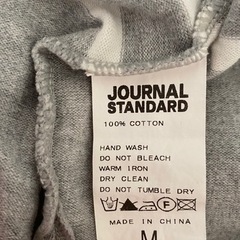 JOURNAL
STANDARD
100% COTTON
HAND WASH
DO NOT BLEACH
WARM IRON
DRY CLEAN
DO NOT TUMBLE DRY
MADE IN CHINA
M